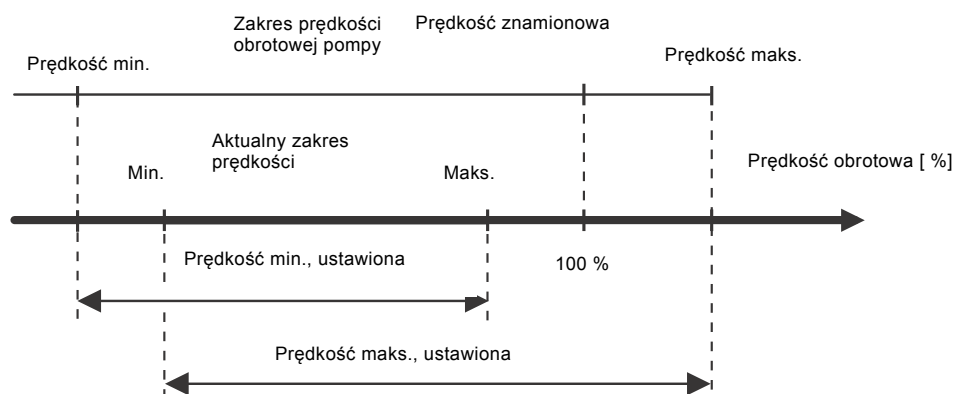 Zakres prędkości
obrotowej pompy
Prędkość znamionowa
Prędkość min.
Prędkość maks.
Aktualny zakres
prędkości
Min.
Maks.
Prędkość obrotowa [ %]
Prędkość min., ustawiona
100 %
Prędkość maks., ustawiona